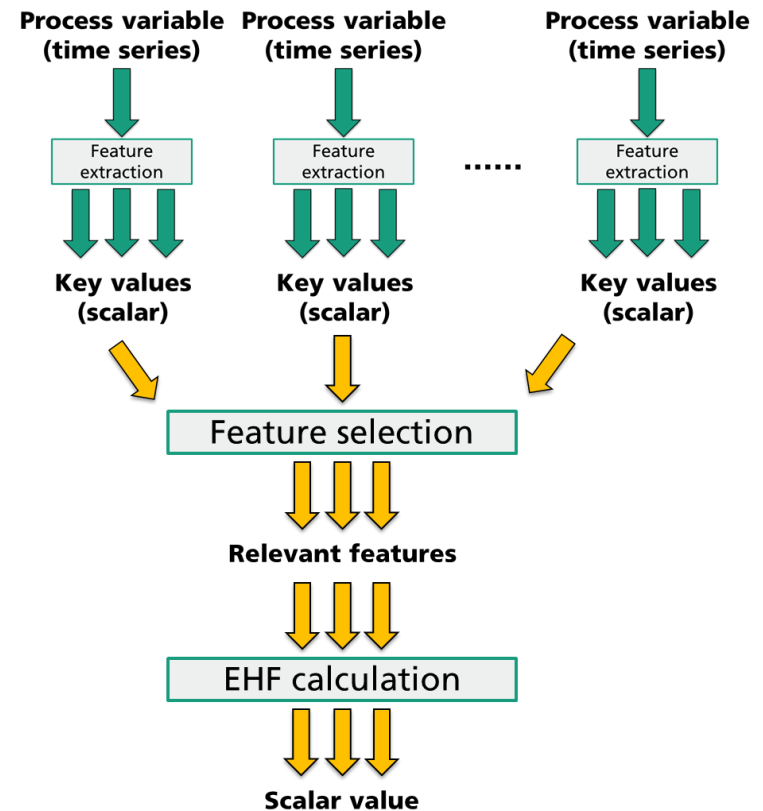 Process variable
(time series)
Process variable
(time series)
Process variable
(time series)
Feature
extraction
Feature
extraction
......
Feature
extraction
Key values
(scalar)
Key values
(scalar)
Key values
(scalar)
Feature selection
Relevant features
EHF calculation
Scalar value